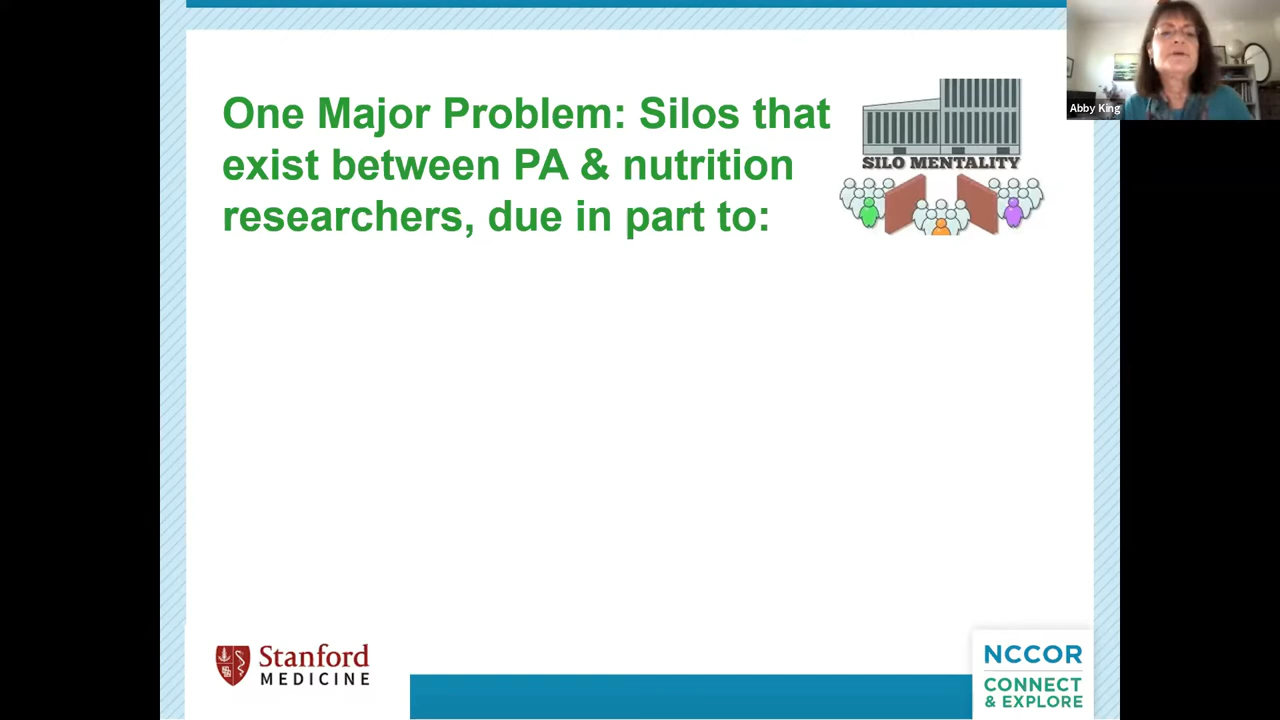 One Major Problem: Silos that
exist between PA & nutrition
researchers, due in part to:
SILO MENTALITY
Abby King
Stanford
MEDICINE
NCCOR
CONNECT
& EXPLORE